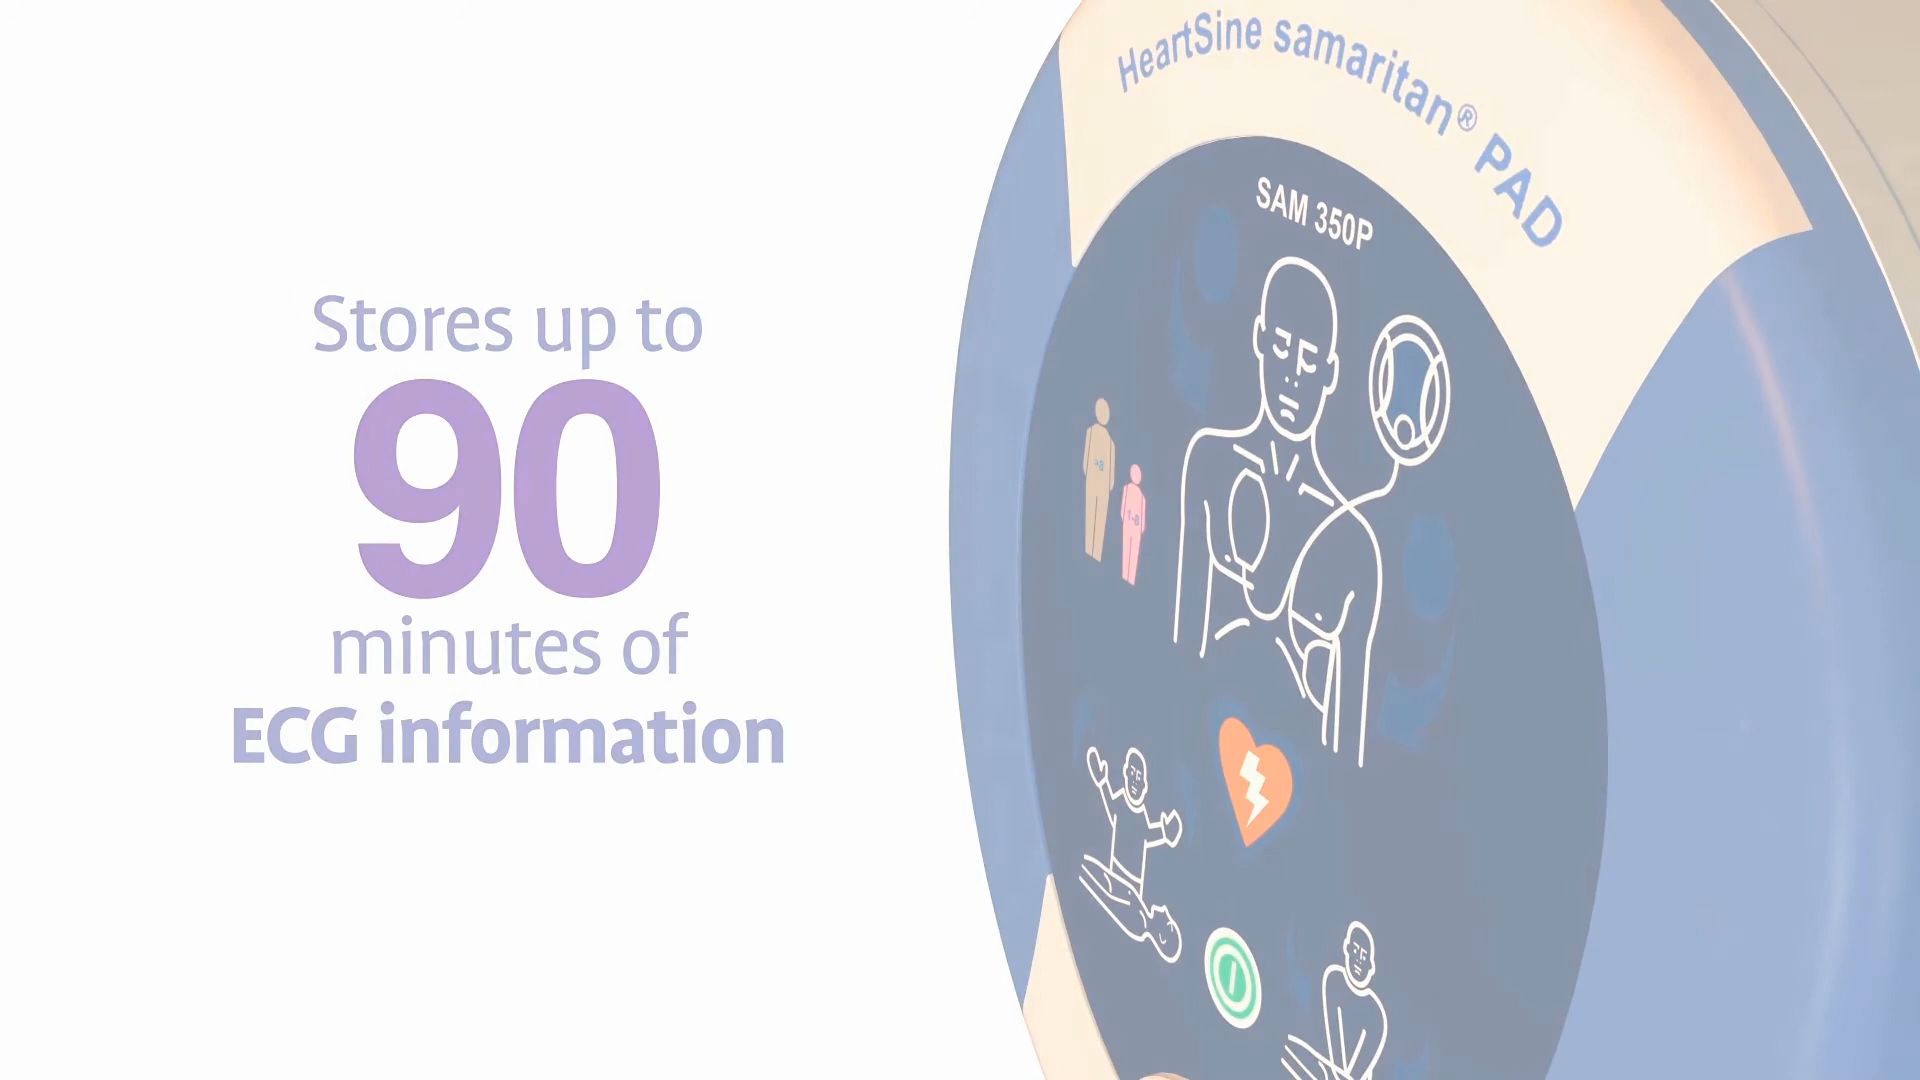 Stores up to
90
minutes of
ECG information
HeartSine samaritan® PAD
SAM 350P